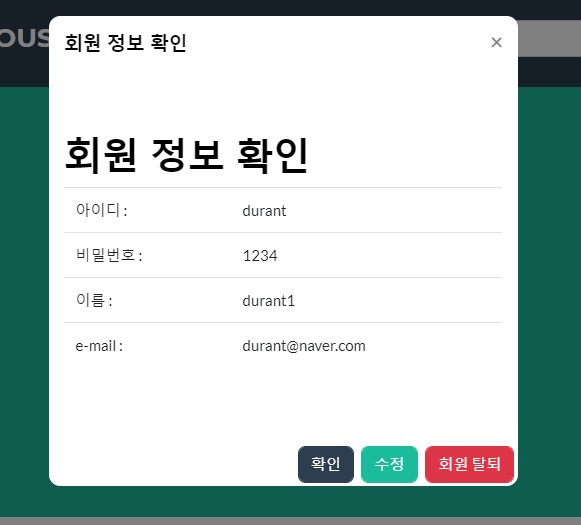 OUS
회원 정보 확인 ×
회원 정보 확인
아이디 : durant
비밀번호 : 1234
이름 : durant1
e-mail : durant@naver.com
확인 수정 회원 탈퇴